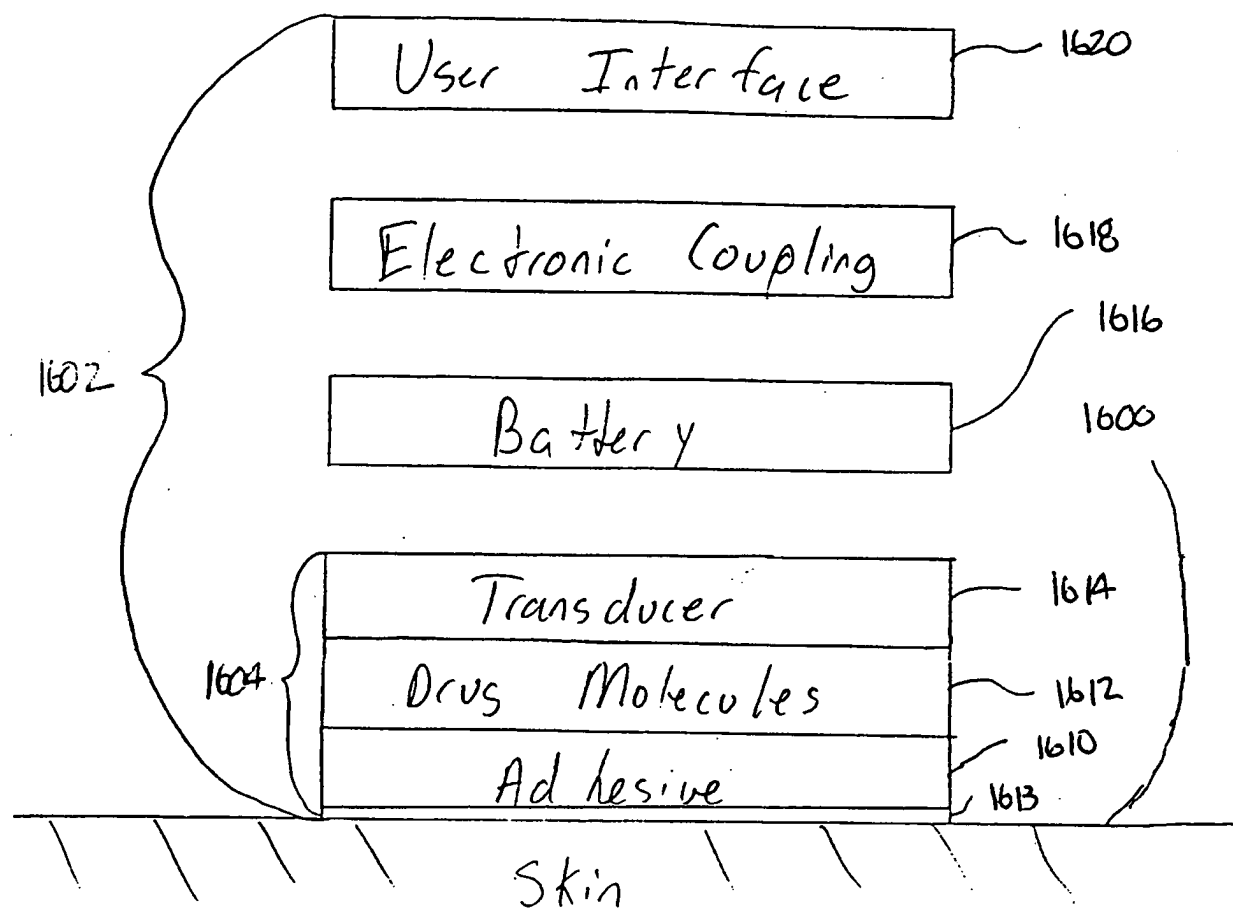 User Interface 1620
Electronic Coupling 1618
1616
1602
Battery 1600
Transducer 1614
1604
Drug Molecules 1612
1610
Adhesive 1613
Skin